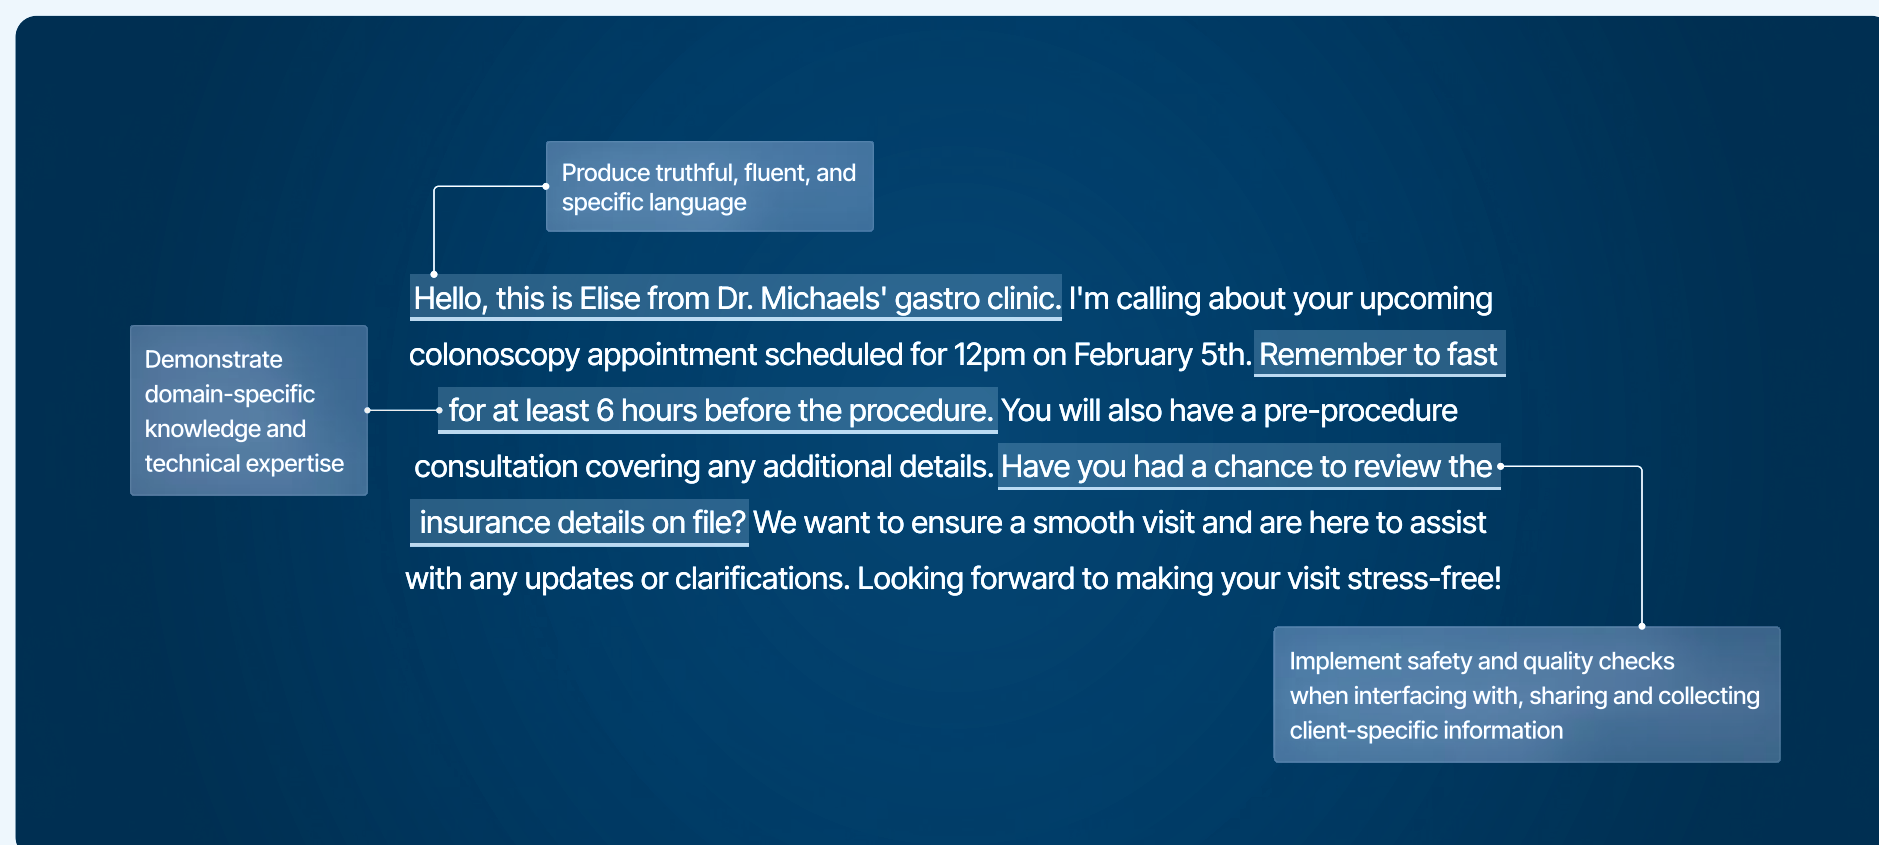 Produce truthful, fluent, and
specific language
Hello, this is Elise from Dr. Michaels' gastro clinic. I'm calling about your upcoming
colonoscopy appointment scheduled for 12pm on February 5th. Remember to fast
for at least 6 hours before the procedure. You will also have a pre-procedure
consultation covering any additional details. Have you had a chance to review the
insurance details on file? We want to ensure a smooth visit and are here to assist
with any updates or clarifications. Looking forward to making your visit stress-free!
Demonstrate
domain-specific
knowledge and
technical expertise
Implement safety and quality checks
when interfacing with, sharing and collecting
client-specific information